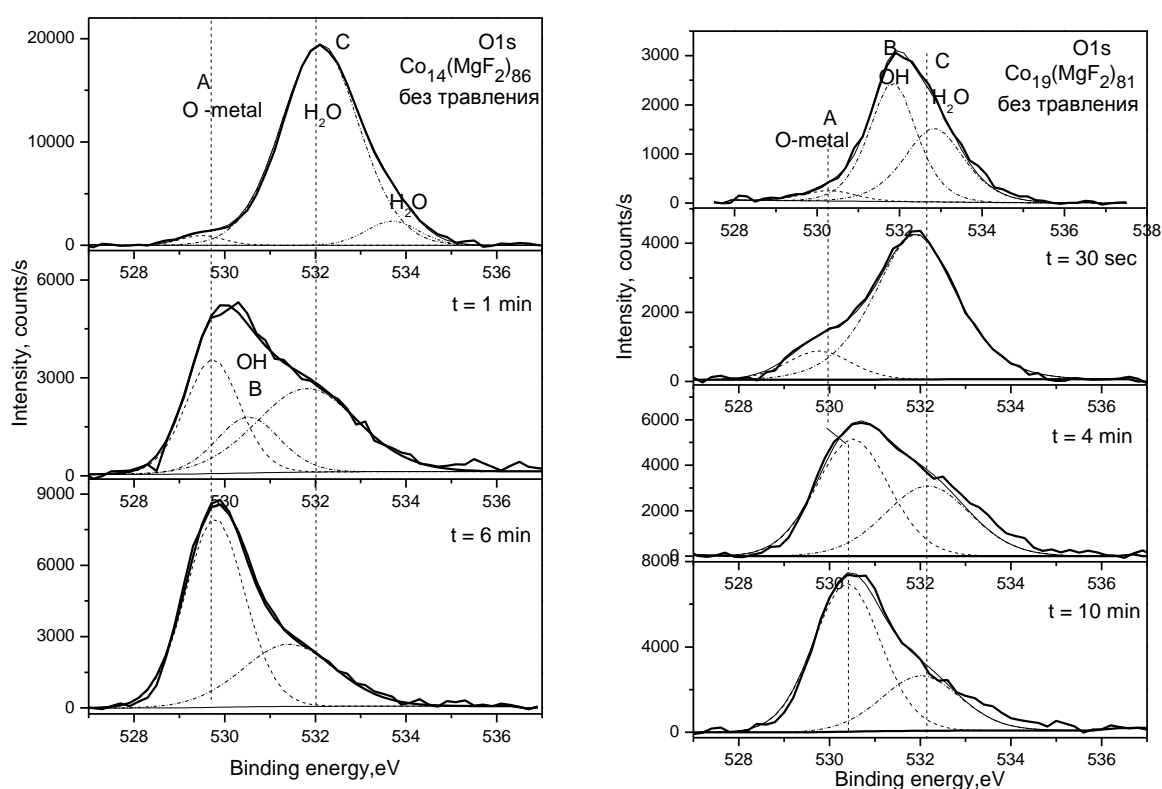 20000
10000
0
A
O -metal
C
H2O
H2O
O1s
Co14(MgF2)86
без травления
528 530 532 534 536
6000
3000
0
OH
B
t = 1 min
528 530 532 534 536
9000
6000
3000
0
t = 6 min
528 530 532 534 536
Intensity, counts/s
Binding energy,eV
3000
2000
1000
0
A
O-metal
B
OH
C
H2O
O1s
Co19(MgF2)81
без травления
528 530 532 534 536 538
4000
2000
0
t = 30 sec
528 530 532 534 536
6000
4000
2000
0
t = 4 min
528 530 532 534 536
8000
4000
0
t = 10 min
528 530 532 534 536
Intensity, counts/s
Binding energy,eV